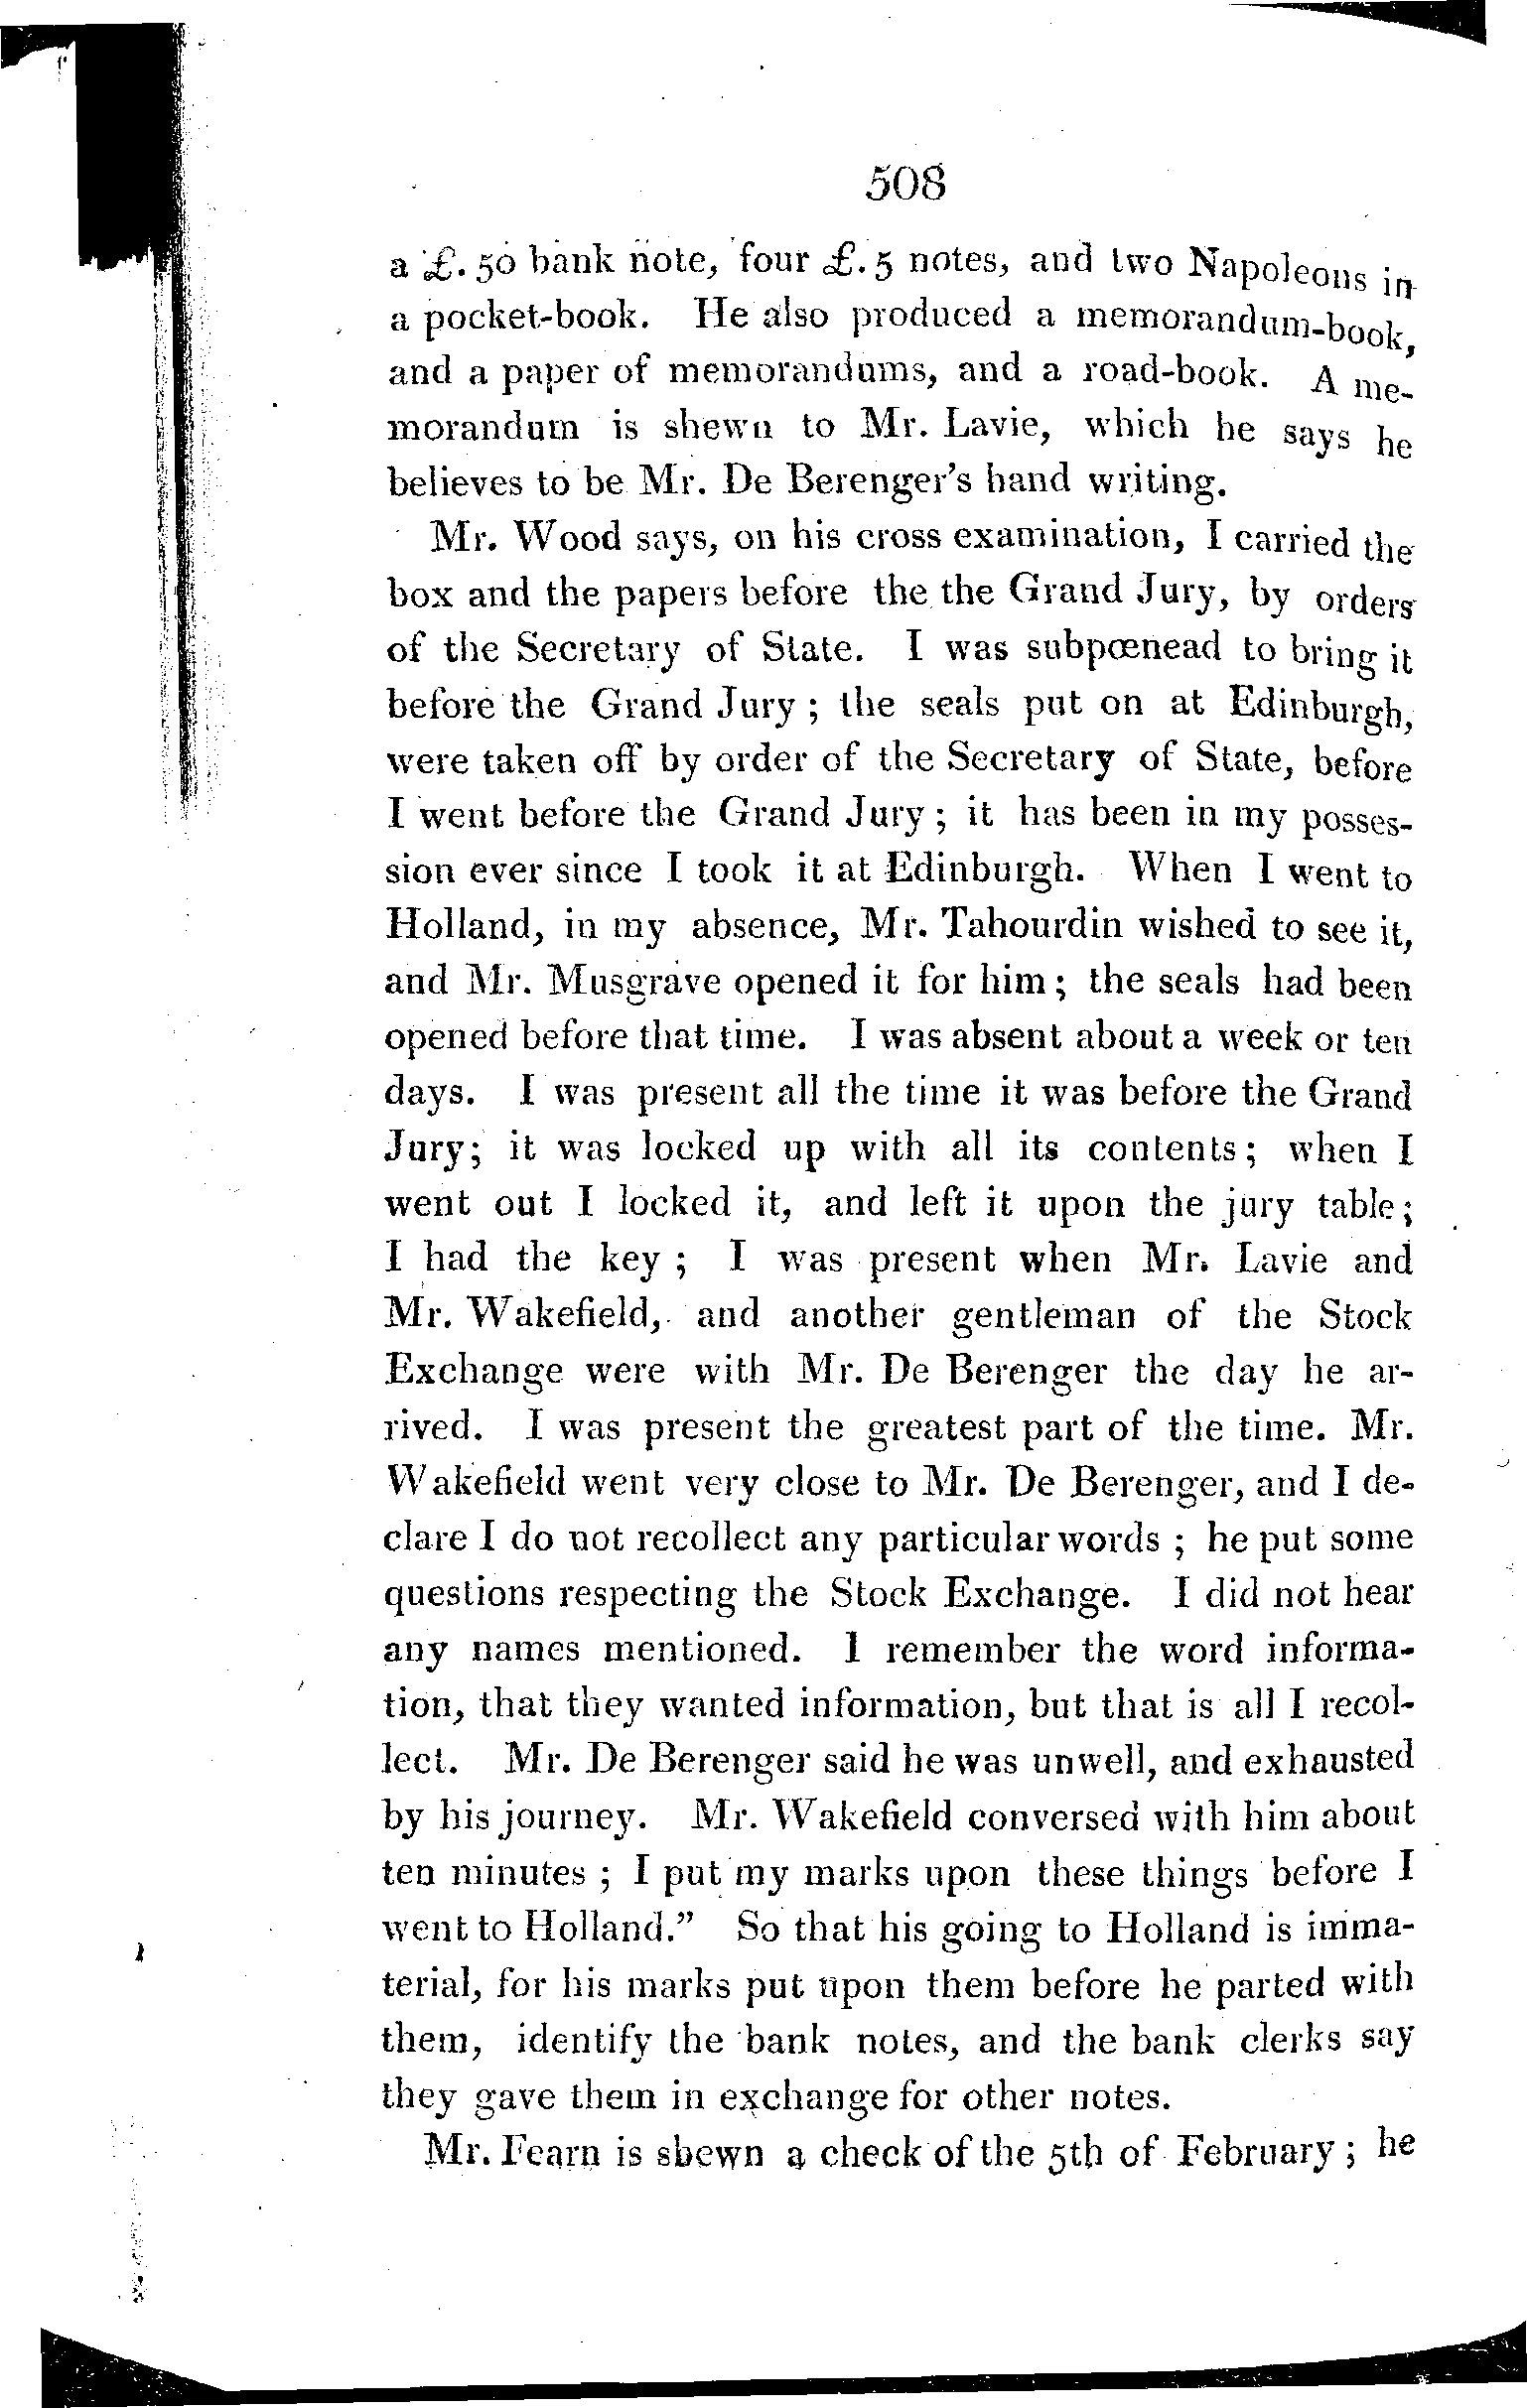 508
a £. 50 bank note, four £. 5 notes, and two Napoleons in
a pocket-book. He also produced a memorandum-book,
and a paper of memorandums, and a road-book. A me-
morandum is shewn to Mr. Lavie, which he says he
believes to be Mr. De Berenger's hand writing.
Mr. Wood says, on his cross examination, I carried the
box and the papers before the the Grand Jury, by orders
of the Secretary of State. I was subpœnead to bring it
before the Grand Jury; the seals put on at Edinburgh,
were taken off by order of the Secretary of State, before
I went before the Grand Jury; it has been in my posses-
sion ever since I took it at Edinburgh. When I went to
Holland, in my absence, Mr. Tahourdin wished to see it,
and Mr. Musgrave opened it for him; the seals had been
opened before that time. I was absent about a week or ten
days. I was present all the time it was before the Grand
Jury; it was locked up with all its contents; when I
went out I locked it, and left it upon the jury table;
I had the key; I was present when Mr. Lavie and
Mr. Wakefield, and another gentleman of the Stock
Exchange were with Mr. De Berenger the day he ar-
rived. I was present the greatest part of the time. Mr.
Wakefield went very close to Mr. De Berenger, and I de-
clare I do not recollect any particular words; he put some
questions respecting the Stock Exchange. I did not hear
any names mentioned. I remember the word informa-
tion, that they wanted information, but that is all I recol-
lect. Mr. De Berenger said he was unwell, and exhausted
by his journey. Mr. Wakefield conversed with him about
ten minutes; I put my marks upon these things before I
went to Holland." So that his going to Holland is imma-
terial, for his marks put upon them before he parted with
them, identify the bank notes, and the bank clerks say
they gave them in exchange for other notes.
Mr. Fearn is shewn a check of the 5th of February; he